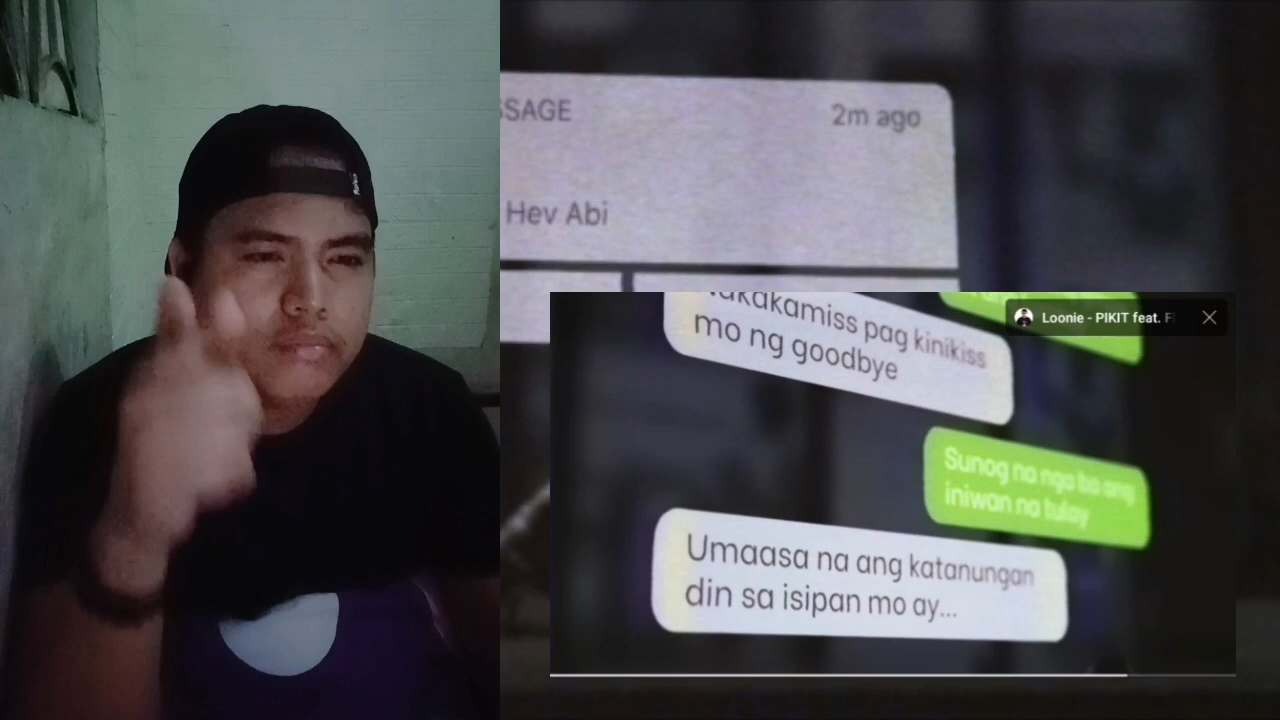 SSAGE
2m ago
Hev Abi
Loonie - PIKIT feat.
kakamiss pag kinikiss
mo ng goodbye
Sunog na nga ba ang
iniwan na tulay
Umaasa na ang katanungan
din sa isipan mo ay...